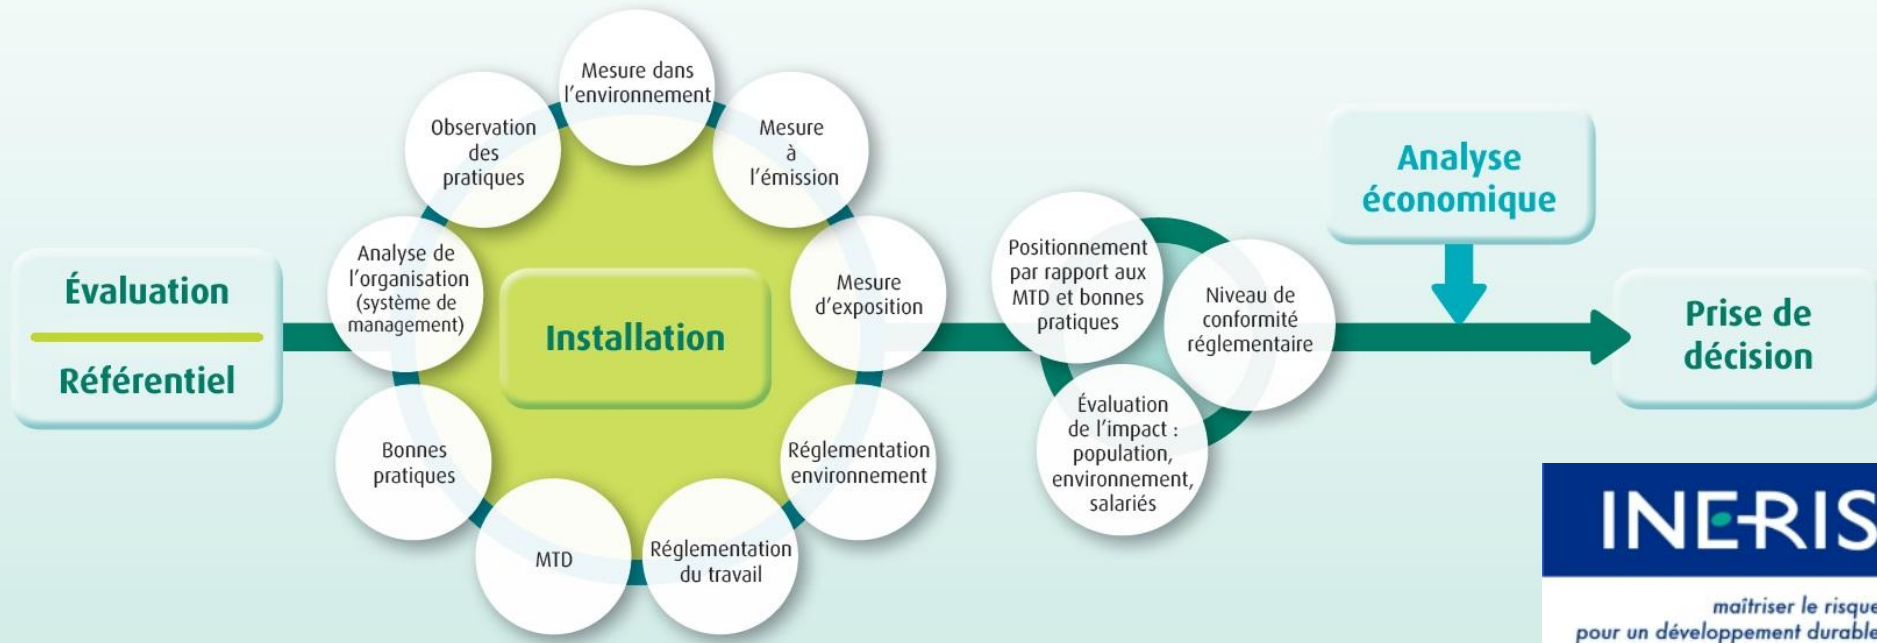 Évaluation
Référentiel
Mesure dans
l'environnement
Observation
des
pratiques
Mesure
à
l'émission
Analyse de
l'organisation
(système de
management)
Mesure
d'exposition
Installation
Bonnes
pratiques
MTD
Réglementation
du travail
Réglementation
environnement
Positionnement
par rapport aux
MTD et bonnes
pratiques
Niveau de
conformité
réglementaire
Évaluation
de l'impact :
population,
environnement,
salariés
Analyse
économique
Prise de
décision
INERIS
maîtriser le risque
pour un développement durable